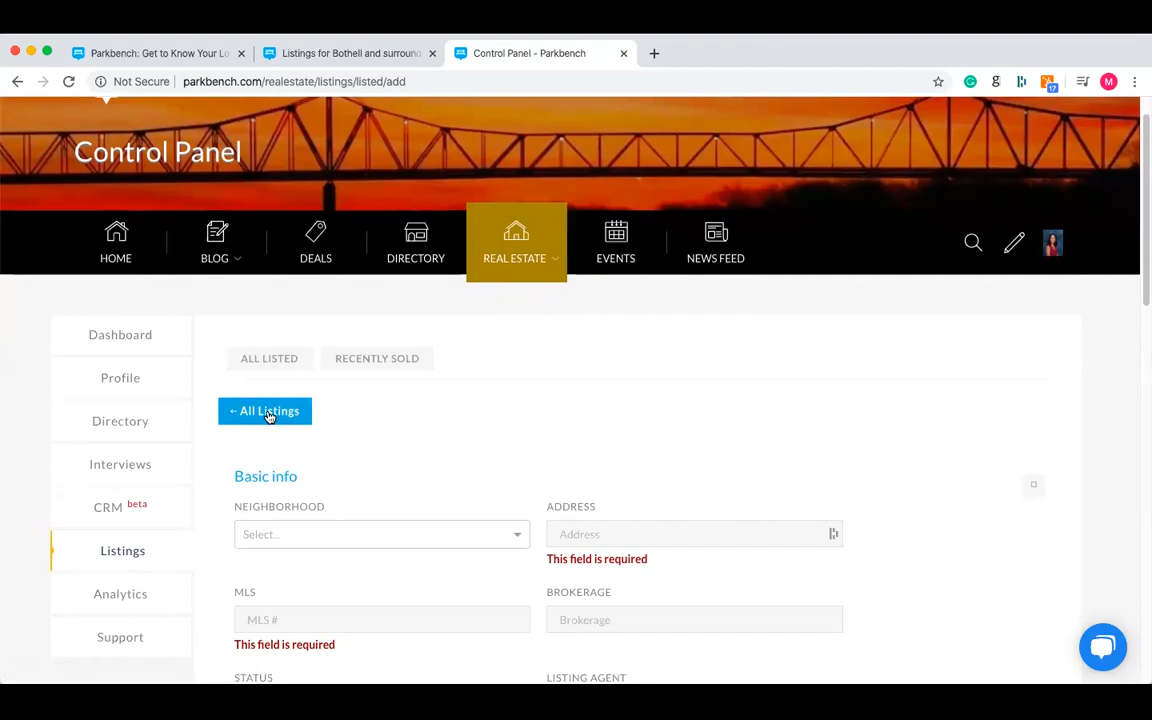 Parkbench: Get to Know Your Lo
Listings for Bothell and surroun
Control Panel - Parkbench
Not Secure
parkbench.com/realestate/listings/listed/add
17
M
Control Panel
HOME
BLOG
DEALS
DIRECTORY
REAL ESTATE
EVENTS
NEWS FEED
Dashboard
Profile
Directory
Interviews
CRM beta
Listings
Analytics
Support
ALL LISTED
RECENTLY SOLD
← All Listings
Basic info
NEIGHBORHOOD
Select...
ADDRESS
Address
This field is required
MLS
MLS #
This field is required
BROKERAGE
Brokerage
STATUS
LISTING AGENT